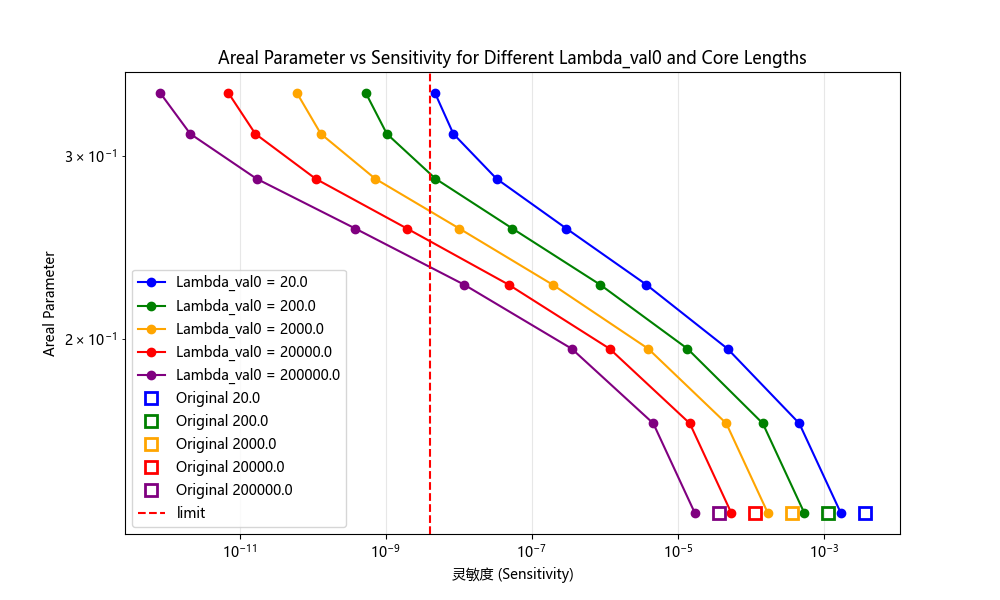 Areal Parameter vs Sensitivity for Different Lambda_val0 and Core Lengths
3 × 10⁻¹
2 × 10⁻¹
Areal Parameter
Lambda_val0 = 20.0
Lambda_val0 = 200.0
Lambda_val0 = 2000.0
Lambda_val0 = 20000.0
Lambda_val0 = 200000.0
Original 20.0
Original 200.0
Original 2000.0
Original 20000.0
Original 200000.0
limit
10⁻¹¹ 10⁻⁹ 10⁻⁷ 10⁻⁵ 10⁻³
灵敏度 (Sensitivity)